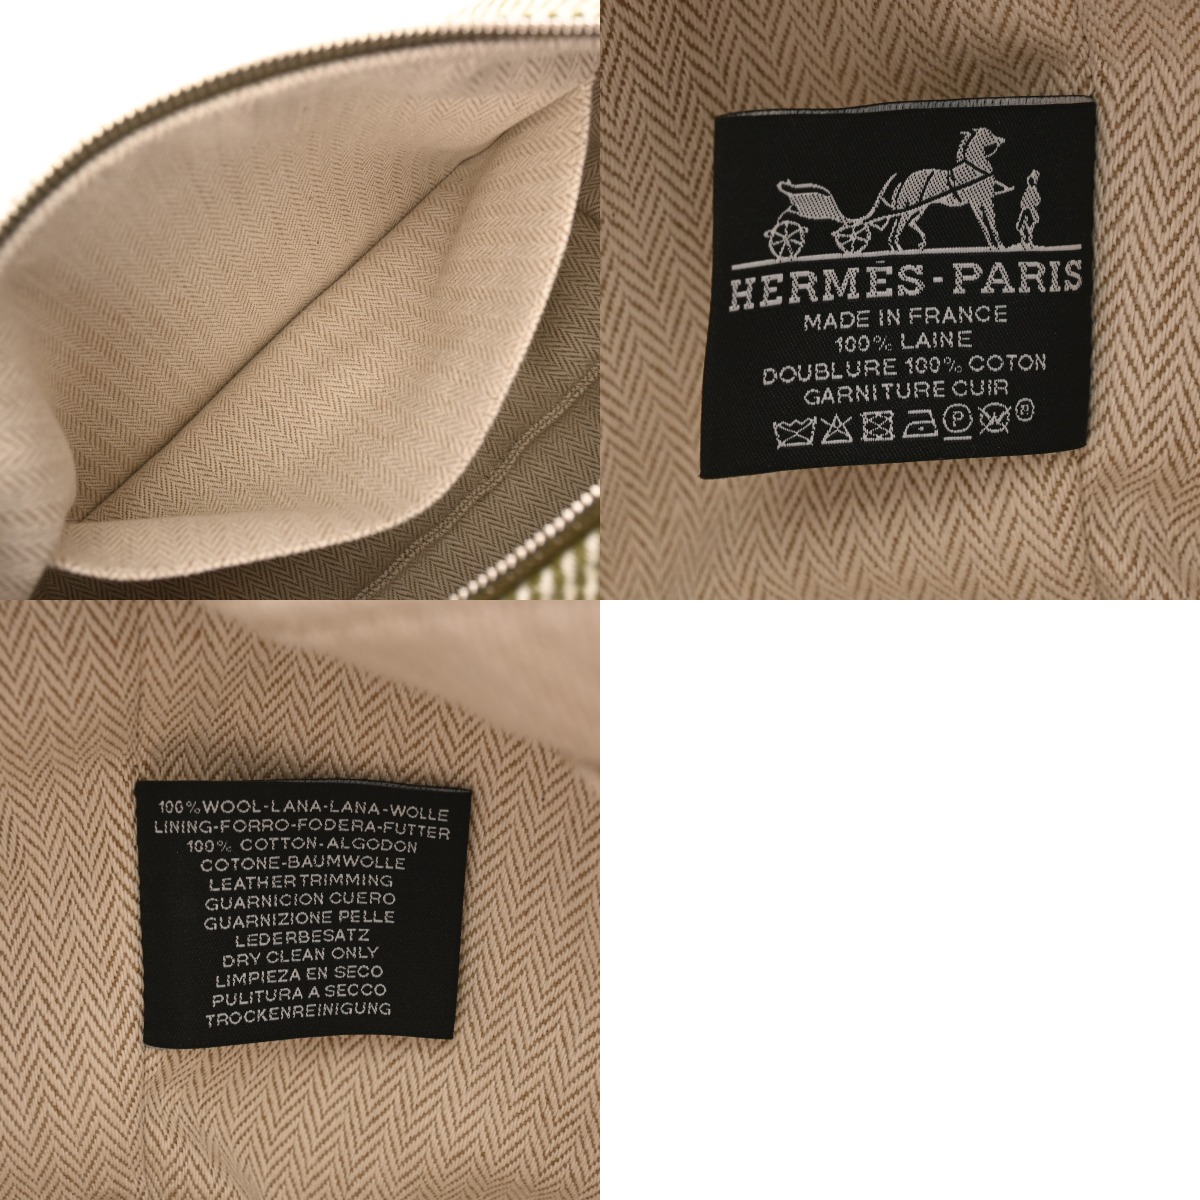 HERMÈS-PARIS
MADE IN FRANCE
100% LAINE
DOUBLURE 100% COTON
GARNITURE CUIR
P
W
R
100%WOOL-LANA-LANA-WOLLE
LINING-FORRO-FODERA-FUTTER
100% COTTON-ALGODON
COTONE-BAUMWOLLE
LEATHER TRIMMING
GUARNICION CUERO
GUARNIZIONE PELLE
LEDERBESATZ
DRY CLEAN ONLY
LIMPIEZA EN SECO
PULITURA A SECCO
TROCKENREINIGUNG